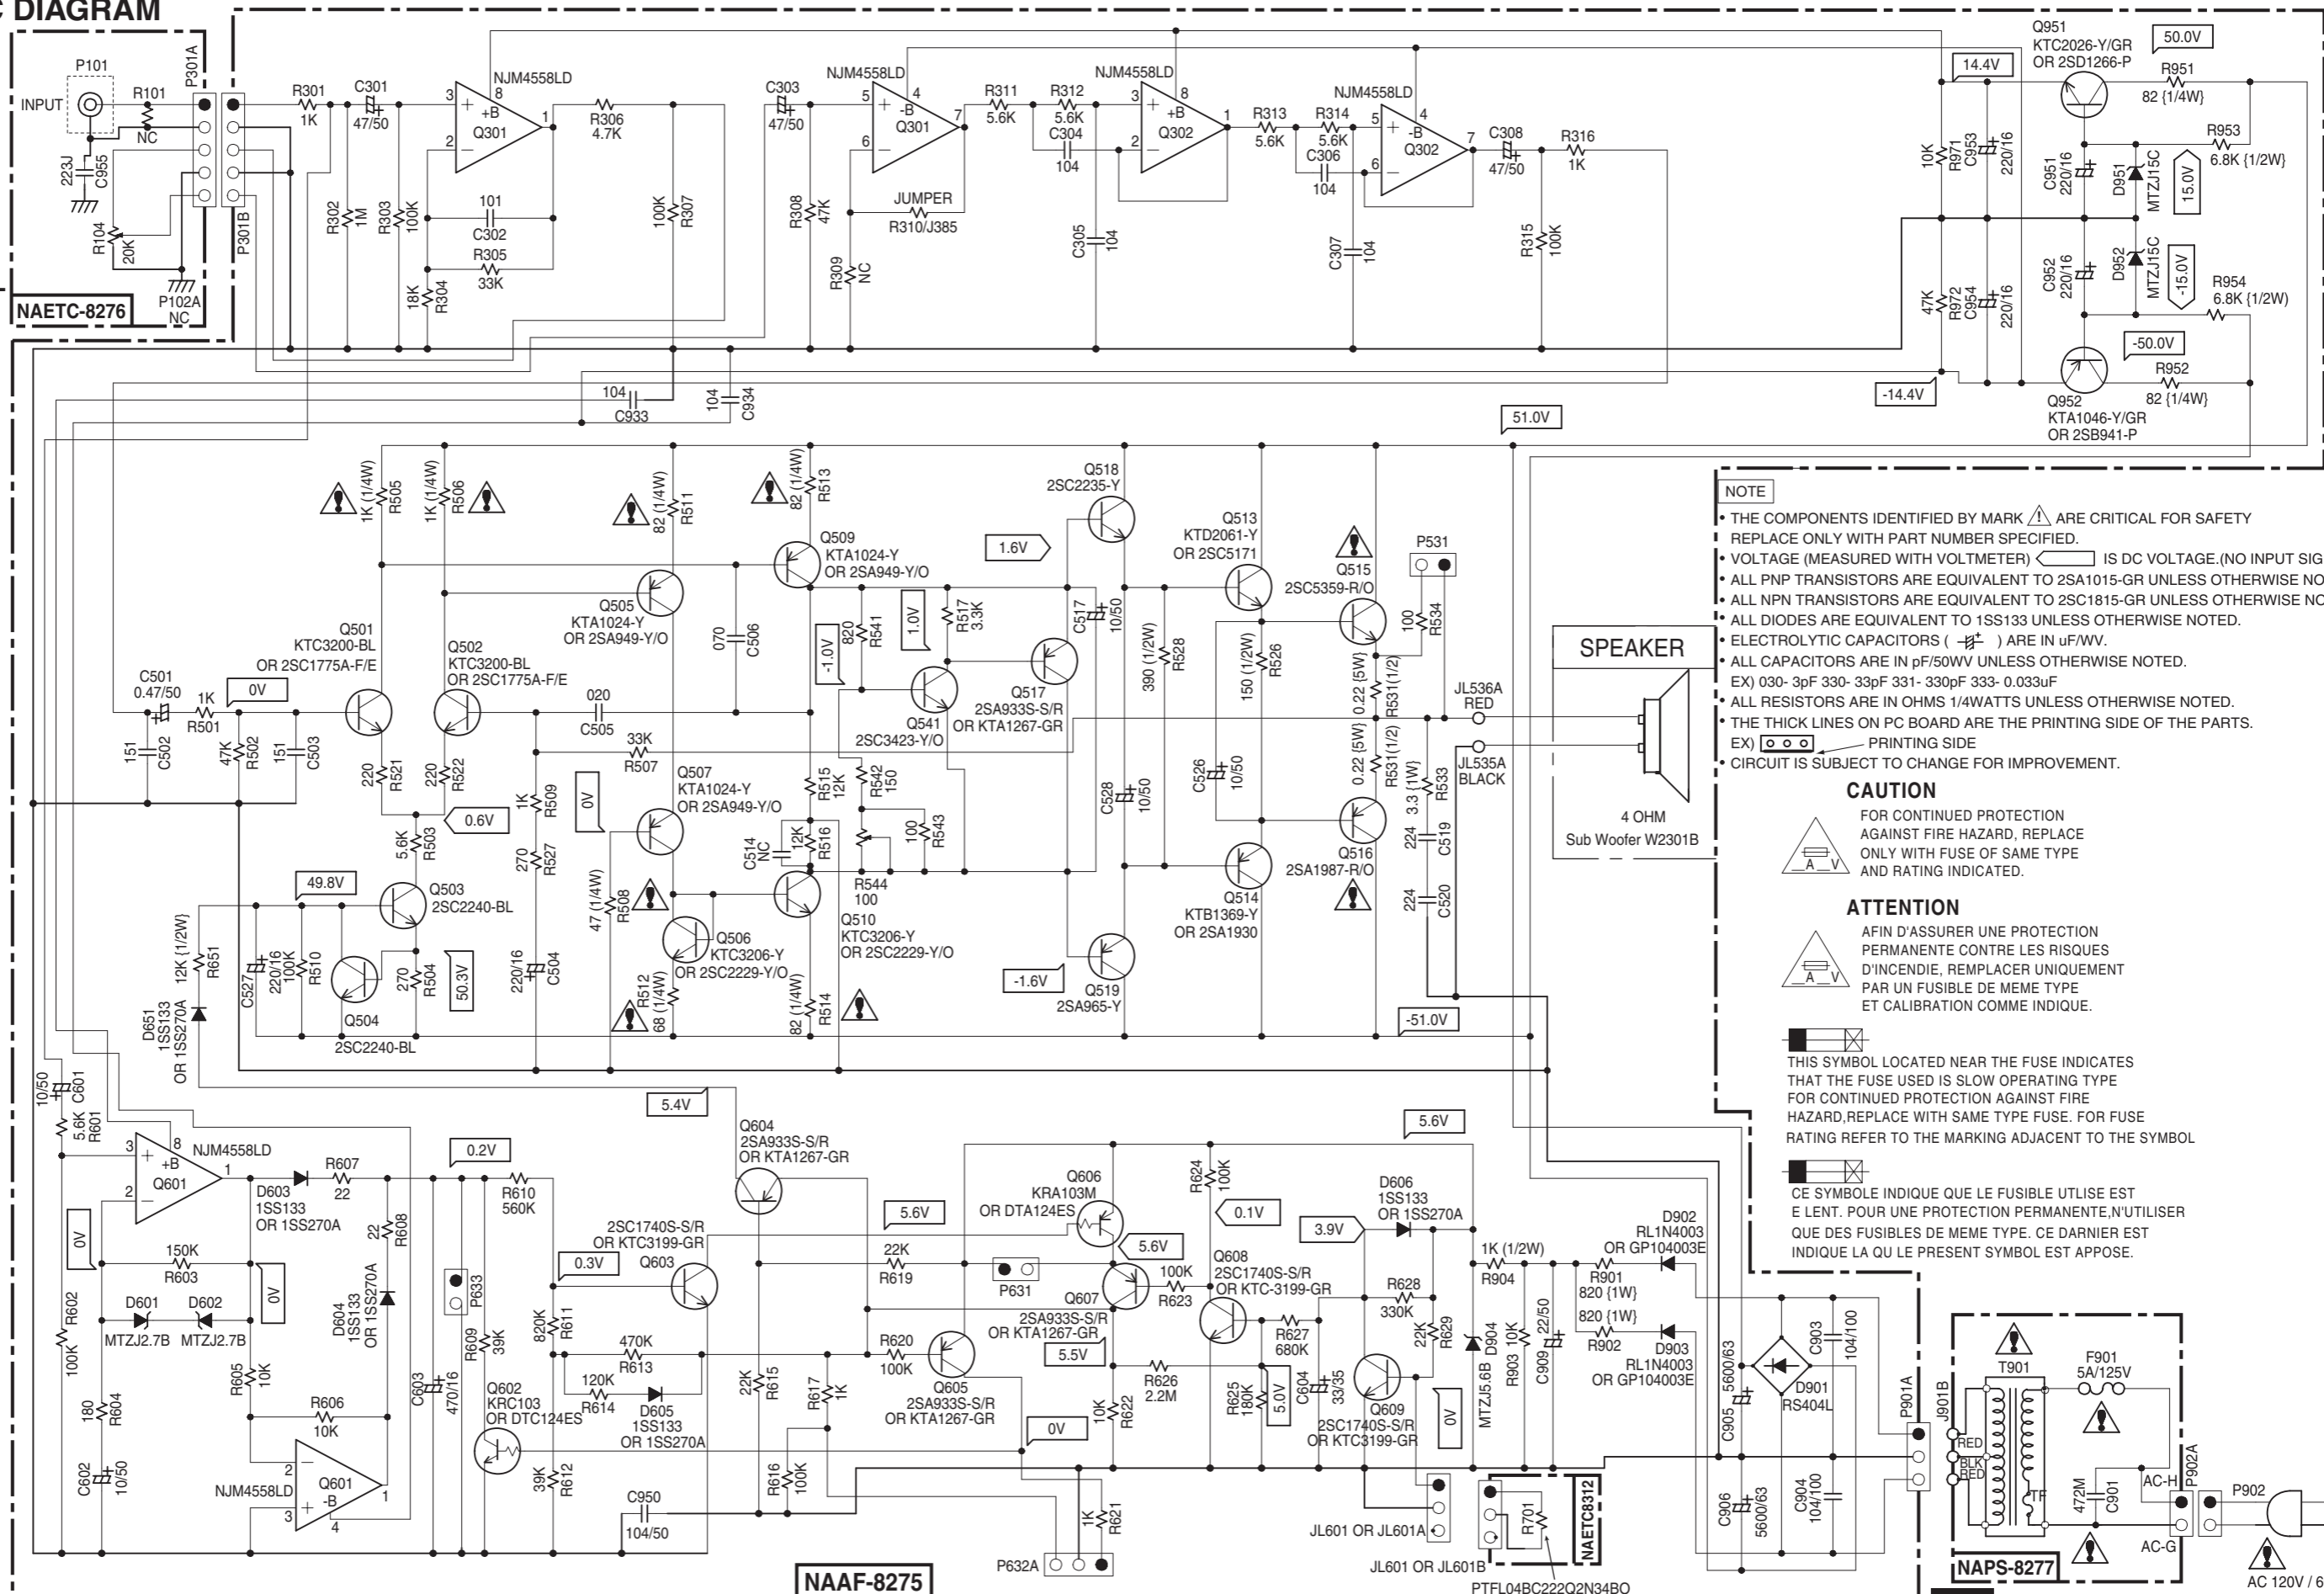 C DIAGRAM
P101
INPUT
R101
NC
223J
C955
R104
20K
P102A
NC
NAETC-8276
P301A
P301B
R301
1K
C301
47/50
R302
1M
R303
100K
NJM4558LD
3
2
8
+B
Q301
1
101
C302
R305
33K
18K
R304
R306
4.7K
100K
R307
C303
47/50
R308
47K
NJM4558LD
5
6
4
-B
Q301
7
JUMPER
R310/J385
R309
NC
R311
5.6K
R312
5.6K
C304
104
C305
104
NJM4558LD
3
2
8
+B
Q302
1
R313
5.6K
R314
5.6K
C306
104
C307
104
NJM4558LD
5
6
4
-B
Q302
7
C308
47/50
R316
1K
R315
100K
104
C933
104
C934
Q951
KTC2026-Y/GR
OR 2SD1266-P
50.0V
14.4V
R951
82 {1/4W}
R953
6.8K {1/2W}
10K
R971
C953
220/16
C951
220/16
D951
MTZJ15C
15.0V
47K
R972
C954
220/16
C952
220/16
D952
MTZJ15C
-15.0V
R954
6.8K {1/2W)
-50.0V
R952
82 {1/4W}
-14.4V
Q952
KTA1046-Y/GR
OR 2SB941-P
51.0V
1K (1/4W)
R505
1K (1/4W)
R506
82 (1/4W)
R511
82 (1/4W)
R513
Q509
KTA1024-Y
OR 2SA949-Y/O
Q505
KTA1024-Y
OR 2SA949-Y/O
070
C506
Q501
KTC3200-BL
OR 2SC1775A-F/E
Q502
KTC3200-BL
OR 2SC1775A-F/E
C501
0.47/50
1K
R501
0V
151
C502
47K
R502
151
C503
220
R521
220
R522
020
C505
33K
R507
0.6V
5.6K
R503
1K
R509
270
R527
0V
Q507
KTA1024-Y
OR 2SA949-Y/O
49.8V
Q503
2SC2240-BL
47 (1/4W)
R508
Q506
KTC3206-Y
OR 2SC2229-Y/O
R512
68 (1/4W)
220/16
C504
12K {1/2W}
R651
C527
220/16
100K
R510
Q504
2SC2240-BL
270
R504
50.3V
D651
1SS133
OR 1SS270A
-1.0V
820
R541
1.0V
R517
3.3K
C517
10/50
1.6V
Q518
2SC2235-Y
Q541
2SC3423-Y/O
Q517
2SA933S-S/R
OR KTA1267-GR
R515
12K
R542
150
C514
NC
12K
R516
100
R543
R544
100
Q510
KTC3206-Y
OR 2SC2229-Y/O
82 (1/4W)
R514
-1.6V
Q519
2SA965-Y
390 (1/2W)
R528
C528
10/50
Q513
KTD2061-Y
OR 2SC5171
150 (1/2W)
R526
C526
10/50
Q514
KTB1369-Y
OR 2SA1930
Q515
2SC5359-R/O
P531
100
R534
0.22 {5W}
R531(1/2)
0.22 {5W}
R531(1/2)
Q516
2SA1987-R/O
3.3 {1W}
R533
224
C519
224
C520
-51.0V
JL536A
RED
JL535A
BLACK
SPEAKER
4 OHM
Sub Woofer W2301B
NOTE
• THE COMPONENTS IDENTIFIED BY MARK ! ARE CRITICAL FOR SAFETY
REPLACE ONLY WITH PART NUMBER SPECIFIED.
• VOLTAGE (MEASURED WITH VOLTMETER) IS DC VOLTAGE.(NO INPUT SIG
• ALL PNP TRANSISTORS ARE EQUIVALENT TO 2SA1015-GR UNLESS OTHERWISE NO
• ALL NPN TRANSISTORS ARE EQUIVALENT TO 2SC1815-GR UNLESS OTHERWISE NO
• ALL DIODES ARE EQUIVALENT TO 1SS133 UNLESS OTHERWISE NOTED.
• ELECTROLYTIC CAPACITORS ( ) ARE IN uF/WV.
• ALL CAPACITORS ARE IN pF/50WV UNLESS OTHERWISE NOTED.
EX) 030- 3pF 330- 33pF 331- 330pF 333- 0.033uF
• ALL RESISTORS ARE IN OHMS 1/4WATTS UNLESS OTHERWISE NOTED.
• THE THICK LINES ON PC BOARD ARE THE PRINTING SIDE OF THE PARTS.
EX) PRINTING SIDE
• CIRCUIT IS SUBJECT TO CHANGE FOR IMPROVEMENT.
CAUTION
FOR CONTINUED PROTECTION
AGAINST FIRE HAZARD, REPLACE
ONLY WITH FUSE OF SAME TYPE
AND RATING INDICATED.
A V
ATTENTION
AFIN D'ASSURER UNE PROTECTION
PERMANENTE CONTRE LES RISQUES
D'INCENDIE, REMPLACER UNIQUEMENT
PAR UN FUSIBLE DE MEME TYPE
ET CALIBRATION COMME INDIQUE.
A V
THIS SYMBOL LOCATED NEAR THE FUSE INDICATES
THAT THE FUSE USED IS SLOW OPERATING TYPE
FOR CONTINUED PROTECTION AGAINST FIRE
HAZARD,REPLACE WITH SAME TYPE FUSE. FOR FUSE
RATING REFER TO THE MARKING ADJACENT TO THE SYMBOL
CE SYMBOLE INDIQUE QUE LE FUSIBLE UTLISE EST
E LENT. POUR UNE PROTECTION PERMANENTE,N'UTILISER
QUE DES FUSIBLES DE MEME TYPE. CE DARNIER EST
INDIQUE LA QU LE PRESENT SYMBOL EST APPOSE.
10/50
C601
5.6K
R601
NJM4558LD
3
2
8
+B
Q601
1
0V
D603
1SS133
OR 1SS270A
R607
22
22
R608
150K
R603
D601
MTZJ2.7B
D602
MTZJ2.7B
0V
R602
100K
180
R604
C602
10/50
R605
10K
R606
10K
D604
1SS133
OR 1SS270A
NJM4558LD
2
3
Q601
-B
4
1
0.2V
P633
R609
39K
C603
470/16
Q602
KRC103
OR DTC124ES
R610
560K
0.3V
2SC1740S-S/R
OR KTC3199-GR
Q603
820K
R611
470K
R613
120K
R614
D605
1SS133
OR 1SS270A
39K
R612
5.4V
Q604
2SA933S-S/R
OR KTA1267-GR
22K
R615
R616
100K
R617
1K
C950
104/50
5.6V
22K
R619
R620
100K
Q605
2SA933S-S/R
OR KTA1267-GR
P631
0V
1K
R621
P632A
Q606
KRA103M
OR DTA124ES
5.6V
Q607
2SA933S-S/R
OR KTA1267-GR
5.5V
100K
R623
R624
100K
0.1V
Q608
2SC1740S-S/R
OR KTC-3199-GR
10K
R622
R626
2.2M
R627
680K
R625
180K
5.0V
C604
33/35
5.6V
3.9V
D606
1SS133
OR 1SS270A
R628
330K
22K
R629
Q609
2SC1740S-S/R
OR KTC3199-GR
0V
MTZJ5.6B
D904
1K (1/2W)
R904
R903
10K
C909
22/50
D902
RL1N4003
OR GP104003E
R901
820 {1W}
820 {1W}
R902
D903
RL1N4003
OR GP104003E
JL601 OR JL601A
JL601 OR JL601B
R701
NAETC8312
PTFL04BC222Q2N34BO
C905
5600/63
C903
104/100
D901
RS404L
C906
5600/63
C904
104/100
P901A
J901B
RED
BLK
RED
T901
TF
F901
5A/125V
472M
C901
AC-H
AC-G
P902A
P902
AC 120V / 6
NAPS-8277
NAAF-8275